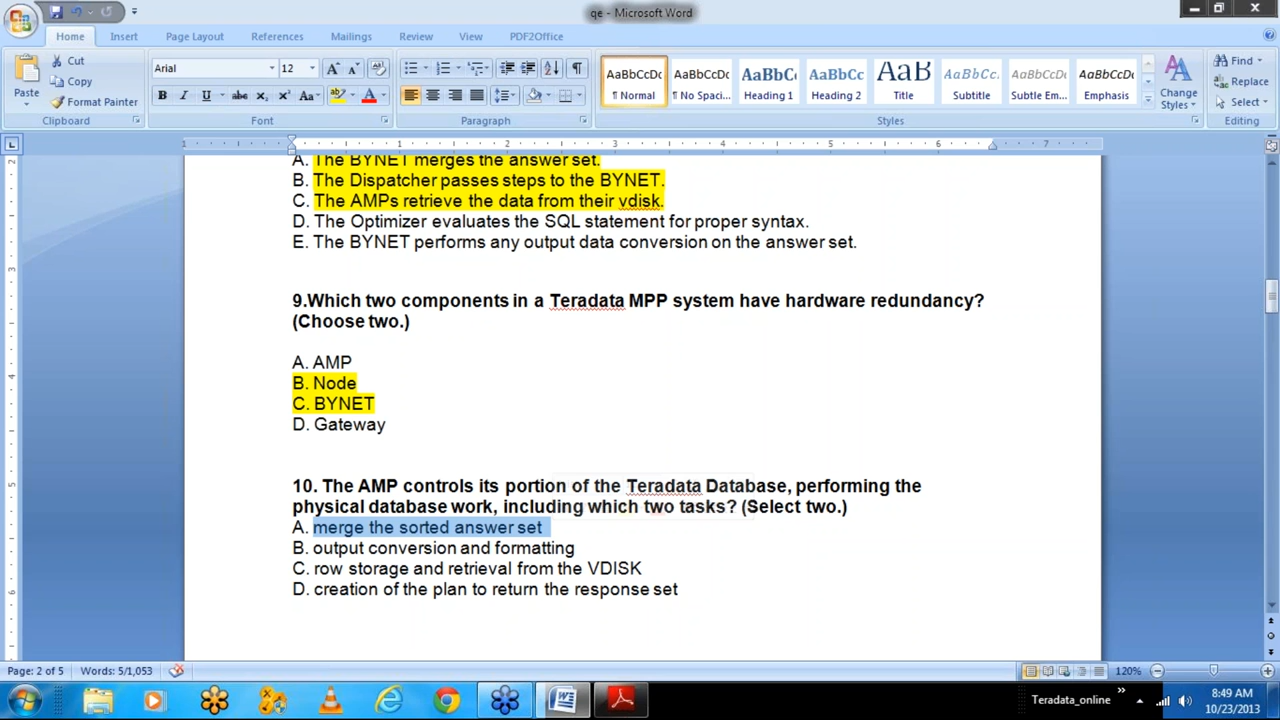 qe - Microsoft Word
Home Insert Page Layout References Mailings Review View PDF2Office
Paste
Cut
Copy
Format Painter
Clipboard
Arial 12
Font
Paragraph
AaBbCcDc AaBbCcDc AaBbC( AaBbCc AaB AaBbCc. AaBbCcDc AaBbCcDc
¶ Normal ¶ No Spaci... Heading 1 Heading 2 Title Subtitle Subtle Em... Emphasis
Change Styles
Styles
Find
Replace
Select
Editing
A. The BYNET merges the answer set.
B. The Dispatcher passes steps to the BYNET.
C. The AMPs retrieve the data from their vdisk.
D. The Optimizer evaluates the SQL statement for proper syntax.
E. The BYNET performs any output data conversion on the answer set.
9.Which two components in a Teradata MPP system have hardware redundancy?
(Choose two.)
A. AMP
B. Node
C. BYNET
D. Gateway
10. The AMP controls its portion of the Teradata Database, performing the
physical database work, including which two tasks? (Select two.)
A. merge the sorted answer set
B. output conversion and formatting
C. row storage and retrieval from the VDISK
D. creation of the plan to return the response set
Page: 2 of 5 Words: 5/1,053 120%
Teradata_online
8:49 AM
10/23/2013